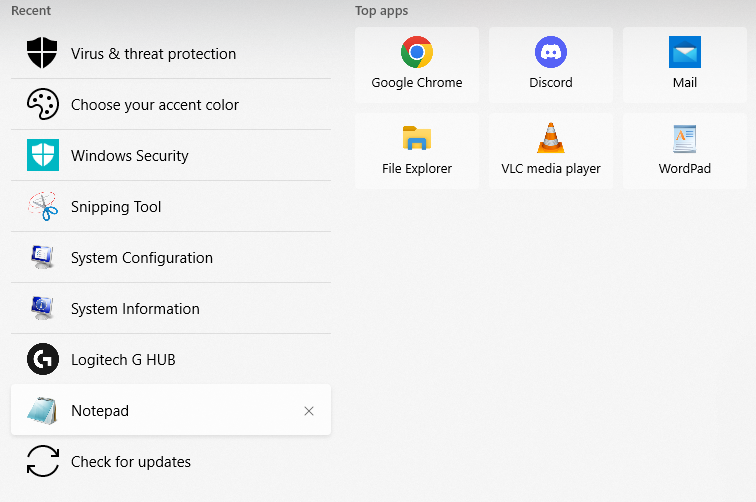 Recent
Virus & threat protection
Choose your accent color
Windows Security
Snipping Tool
System Configuration
System Information
Logitech G HUB
Notepad
Check for updates
Top apps
Google Chrome
Discord
Mail
File Explorer
VLC media player
WordPad